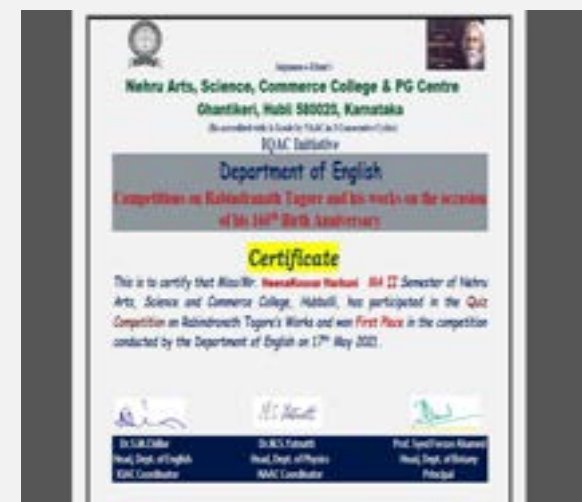 Nehru Arts, Science, Commerce College & PG Centre
Ghantikeri, Hubli 580020, Karnataka
IQAC Initiative
Department of English
Competitions on Rabindranath Tagore and his works on the occasion
of his 160th Birth Anniversary
Certificate
This is to certify that Miss/Mr. MA II Semester of Nehru
Arts, Science and Commerce College, Hubballi, has participated in the Quiz
Competition on Rabindranath Tagore's Works and won First Place in the competition
conducted by the Department of English on 17th May 2021.
Head, Dept. of English
Head, Dept. of Physics
Head, Dept. of Botany
IQAC Coordinator
NAAC Coordinator
Principal